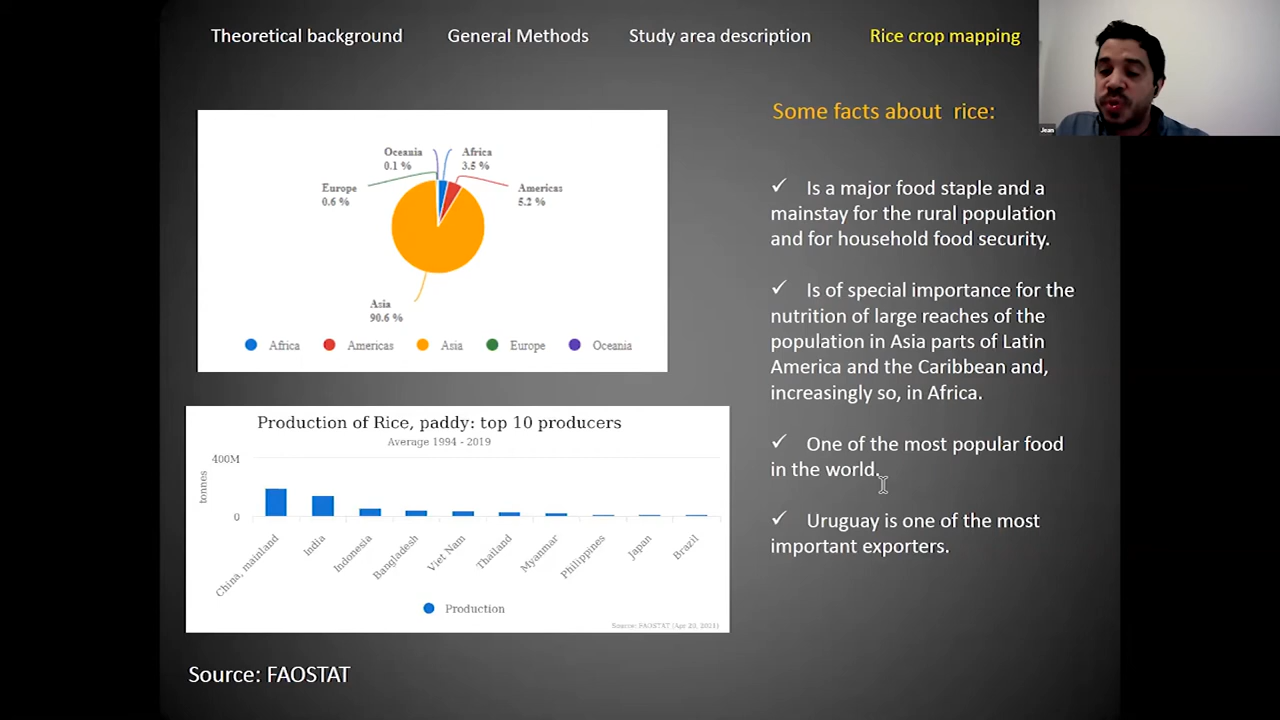 Theoretical background
General Methods
Study area description
Rice crop mapping
Jean
Oceania
0.1 %
Africa
3.5 %
Europe
0.6 %
Americas
5.2 %
Asia
90.6 %
Africa
Americas
Asia
Europe
Oceania
Production of Rice, paddy: top 10 producers
Average 1994 - 2019
400M
tonnes
0
China, mainland
India
Indonesia
Bangladesh
Viet Nam
Thailand
Myanmar
Philippines
Japan
Brazil
Production
Source: FAOSTAT (Apr 20, 2021)
Source: FAOSTAT
Some facts about rice:
✓ Is a major food staple and a
mainstay for the rural population
and for household food security.
✓ Is of special importance for the
nutrition of large reaches of the
population in Asia parts of Latin
America and the Caribbean and,
increasingly so, in Africa.
✓ One of the most popular food
in the world.
✓ Uruguay is one of the most
important exporters.